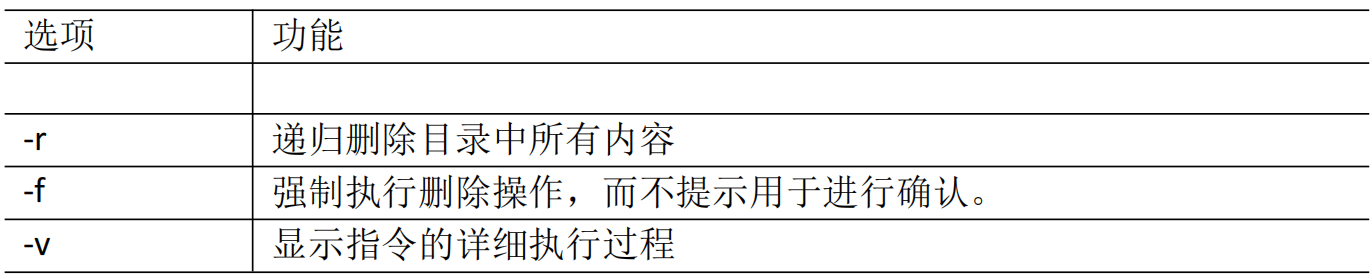 选项 功能
-r 递归删除目录中所有内容
-f 强制执行删除操作，而不提示用于进行确认。
-v 显示指令的详细执行过程